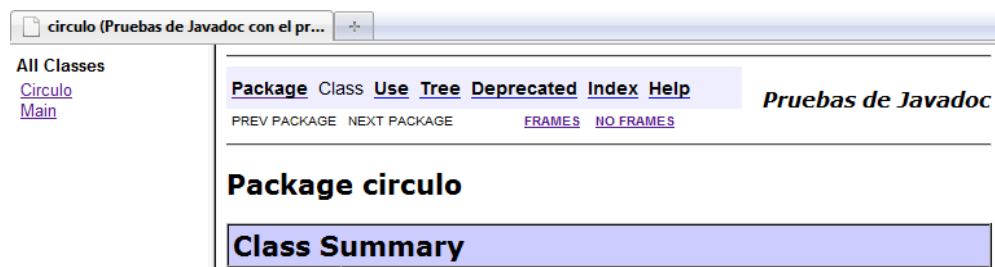 circulo (Pruebas de Javadoc con el pr...
All Classes
Circulo
Main
Package Class Use Tree Deprecated Index Help
Pruebas de Javadoc
PREV PACKAGE NEXT PACKAGE FRAMES NO FRAMES
Package circulo
Class Summary